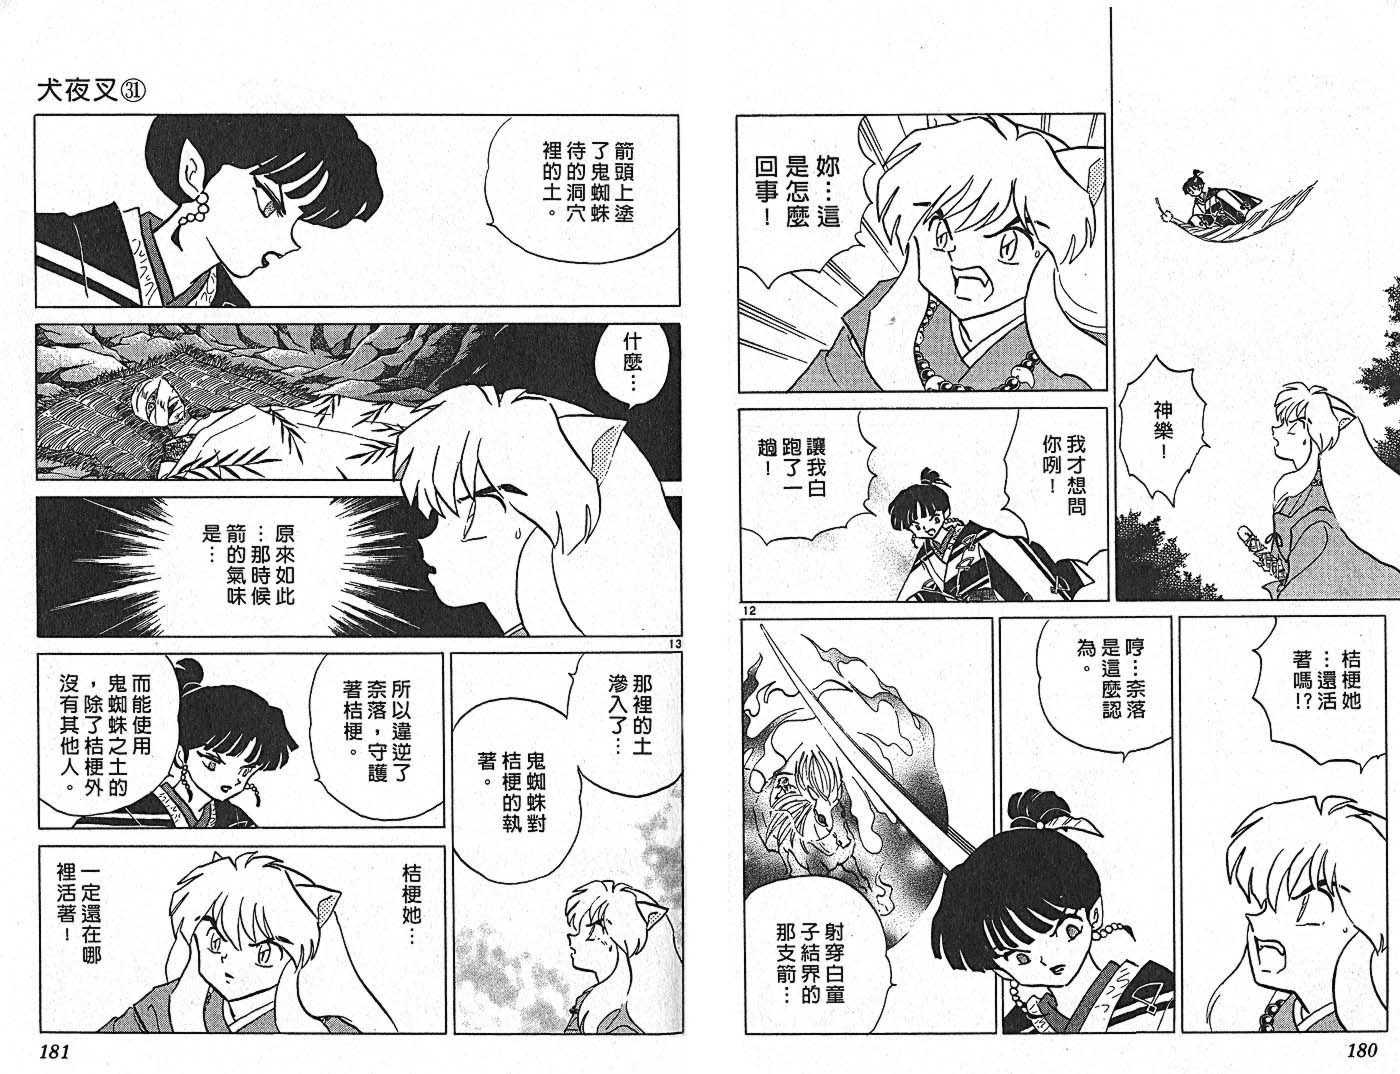 神樂！
妳…這
是怎麼
回事！
我才想問
你咧！
讓我白
跑了一
趟！
12
桔梗她
…還活
著嗎!?
哼…奈落
是這麼認
為。
射穿白童
子結界的
那支箭…
180
犬夜叉㉛
箭頭上塗
了鬼蜘蛛
待的洞穴
裡的土。
什麼…
原來如此
…那時候
箭的氣味
是…
13
那裡的土
滲入了…
鬼蜘蛛對
桔梗的執
著。
所以違逆了
奈落，守護
著桔梗。
而能使用
鬼蜘蛛之土的
，除了桔梗外
沒有其他人。
桔梗她…
一定還在哪
裡活著！
181